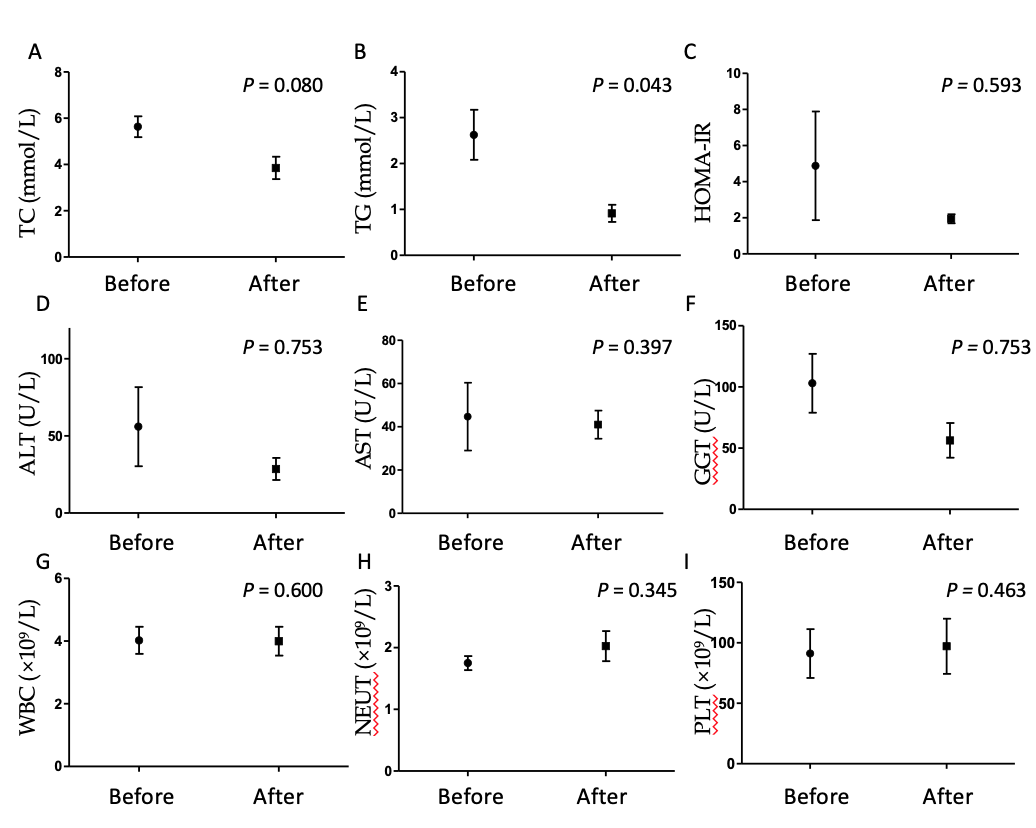 A
P = 0.080
TC (mmol/L)
8
6
4
2
0
Before After
B
P = 0.043
TG (mmol/L)
4
3
2
1
0
Before After
C
P = 0.593
HOMA-IR
10
8
6
4
2
0
Before After
D
P = 0.753
ALT (U/L)
100
50
0
Before After
E
P = 0.397
AST (U/L)
80
60
40
20
0
Before After
F
P = 0.753
GGT (U/L)
150
100
50
0
Before After
G
P = 0.600
WBC (×10⁹/L)
6
4
2
0
Before After
H
P = 0.345
NEUT (×10⁹/L)
3
2
1
0
Before After
I
P = 0.463
PLT (×10⁹/L)
150
100
50
0
Before After